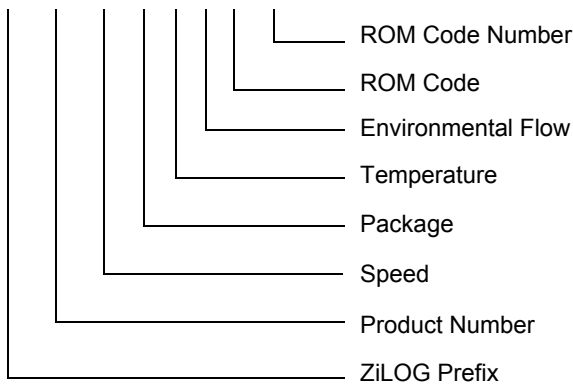 ROM Code Number
ROM Code
Environmental Flow
Temperature
Package
Speed
Product Number
ZiLOG Prefix